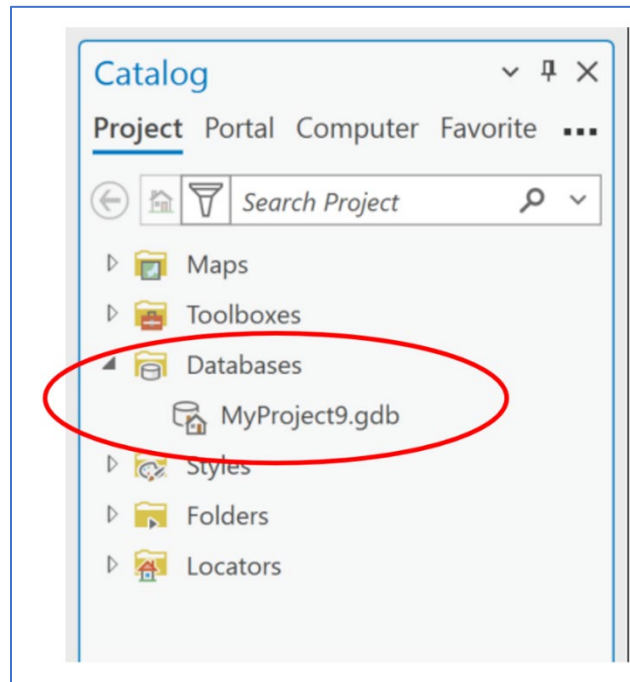 Catalog
Project Portal Computer Favorite
Search Project
Maps
Toolboxes
Databases
MyProject9.gdb
Styles
Folders
Locators